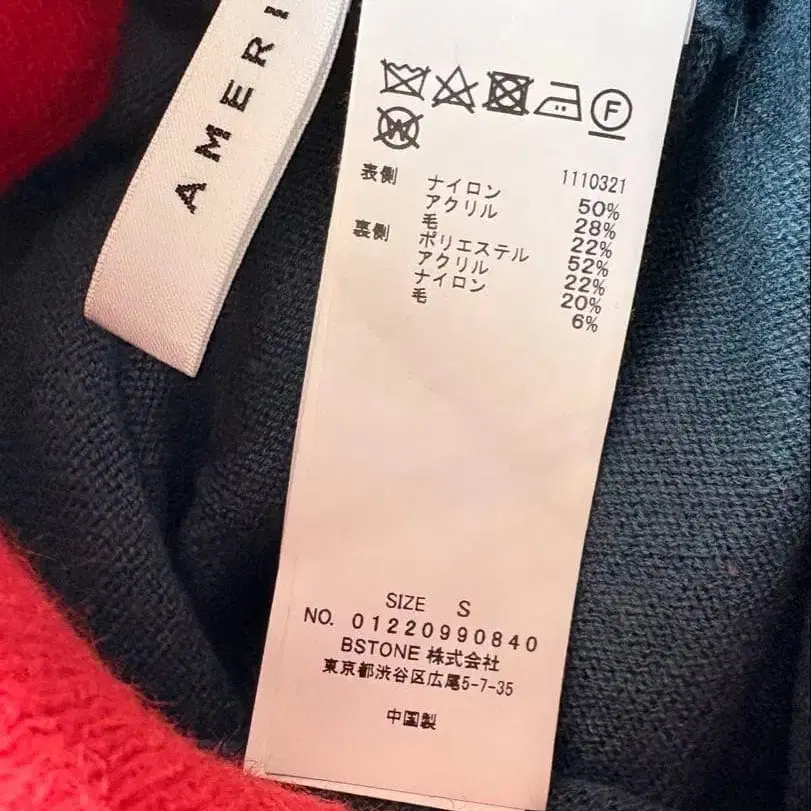 AMERI
F
W
1110321
表側 ナイロン 50%
アクリル 28%
毛 22%
裏側 ポリエステル 52%
アクリル 22%
ナイロン 20%
毛 6%
SIZE S
NO. 01220990840
BSTONE 株式会社
東京都渋谷区広尾5-7-35
中国製